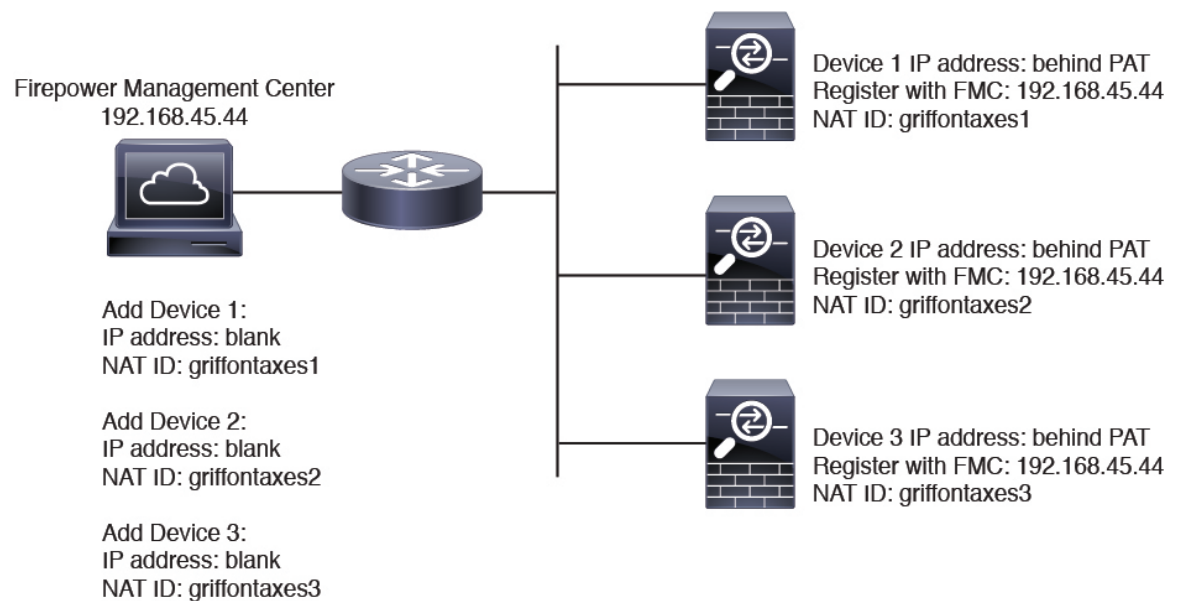 Firepower Management Center
192.168.45.44
Add Device 1:
IP address: blank
NAT ID: griffontaxes1
Add Device 2:
IP address: blank
NAT ID: griffontaxes2
Add Device 3:
IP address: blank
NAT ID: griffontaxes3
Device 1 IP address: behind PAT
Register with FMC: 192.168.45.44
NAT ID: griffontaxes1
Device 2 IP address: behind PAT
Register with FMC: 192.168.45.44
NAT ID: griffontaxes2
Device 3 IP address: behind PAT
Register with FMC: 192.168.45.44
NAT ID: griffontaxes3